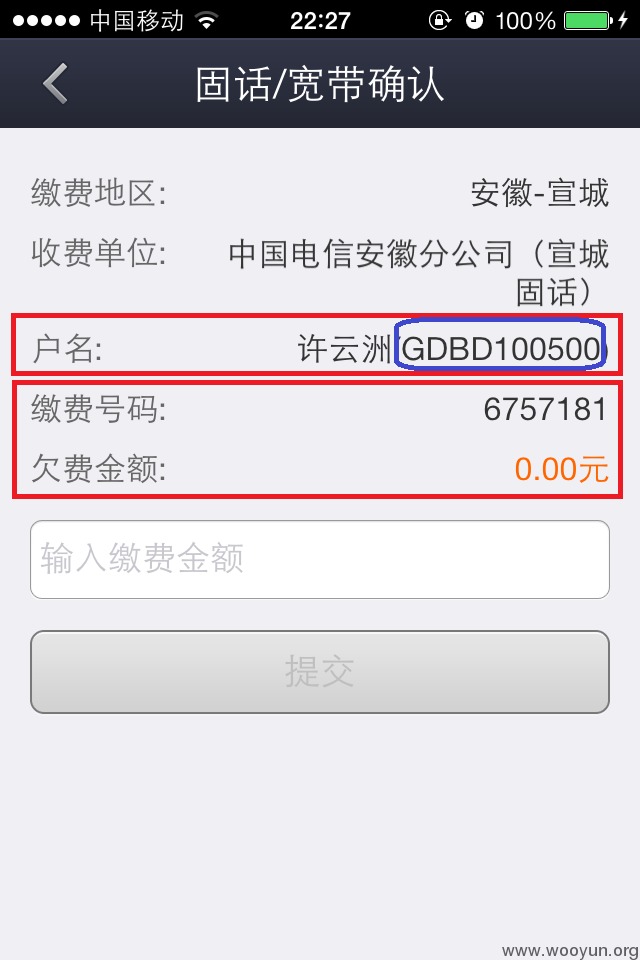 中国移动 22:27 100%
固话/宽带确认
缴费地区: 安徽-宣城
收费单位: 中国电信安徽分公司（宣城
固话）
户名: 许云洲(GDBD100500)
缴费号码: 6757181
欠费金额: 0.00元
输入缴费金额
提交
www.wooyun.org